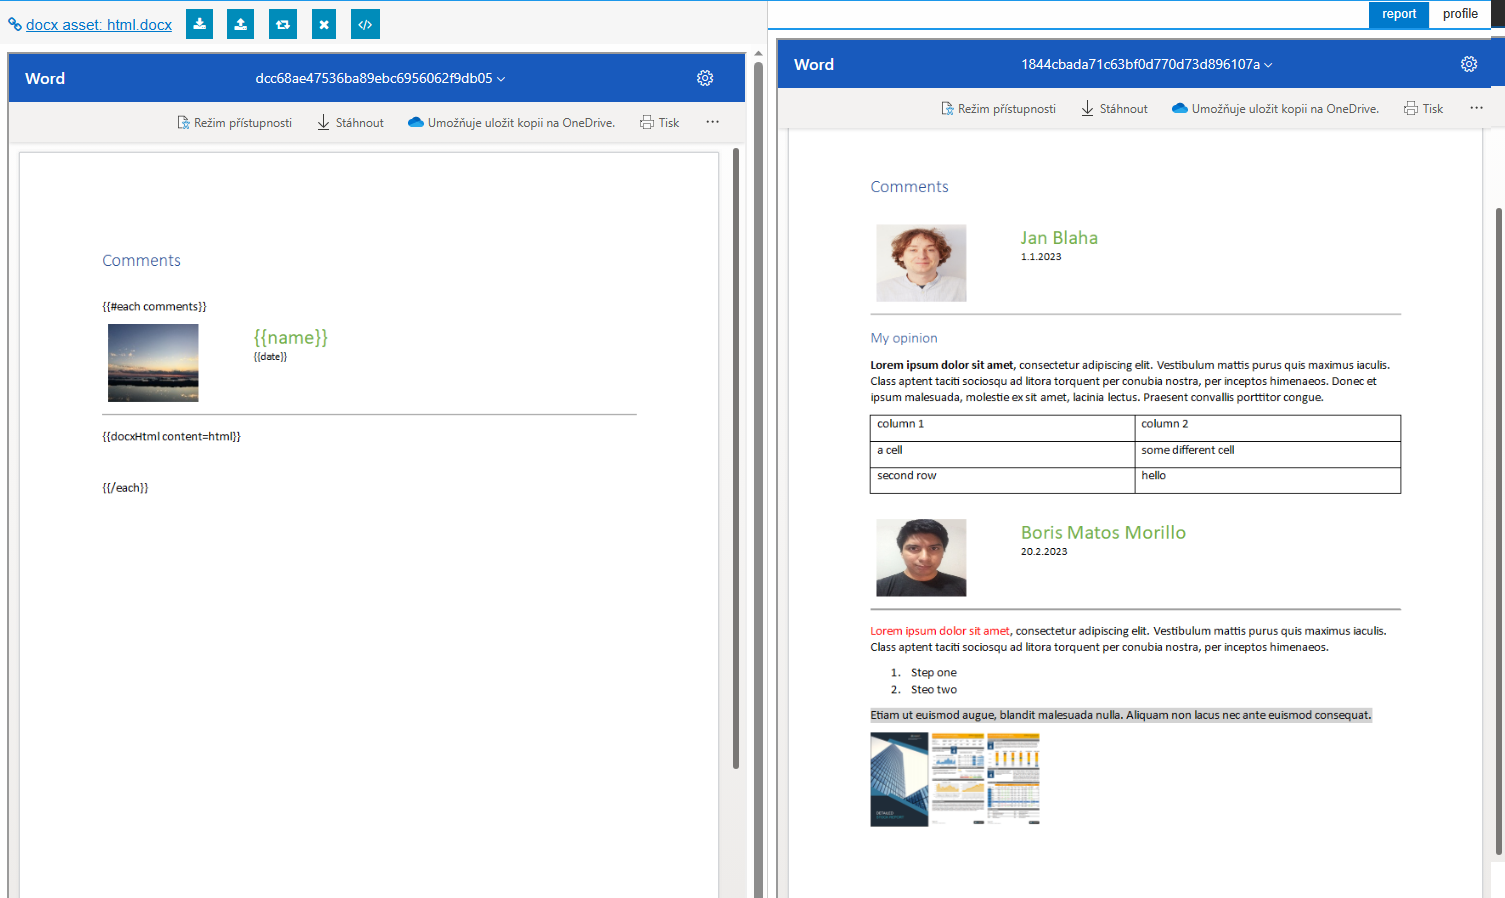 docx asset: html.docx
Word
dcc68ae47536ba89ebc6956062f9db05
Režim přístupnosti
Stáhnout
Umožňuje uložit kopii na OneDrive.
Tisk
Comments
{{#each comments}}
{{name}}
{{date}}
{{docxHtml content=html}}
{{/each}}
report
profile
Word
1844cbada71c63bf0d770d73d896107a
Režim přístupnosti
Stáhnout
Umožňuje uložit kopii na OneDrive.
Tisk
Comments
Jan Blaha
1.1.2023
My opinion
Lorem ipsum dolor sit amet, consectetur adipiscing elit. Vestibulum mattis purus quis maximus iaculis.
Class aptent taciti sociosqu ad litora torquent per conubia nostra, per inceptos himenaeos. Donec et
ipsum malesuada, molestie ex sit amet, lacinia lectus. Praesent convallis porttitor congue.
column 1
column 2
a cell
some different cell
second row
hello
Boris Matos Morillo
20.2.2023
Lorem ipsum dolor sit amet, consectetur adipiscing elit. Vestibulum mattis purus quis maximus iaculis.
Class aptent taciti sociosqu ad litora torquent per conubia nostra, per inceptos himenaeos.
1. Step one
2. Steo two
Etiam ut euismod augue, blandit malesuada nulla. Aliquam non lacus nec ante euismod consequat.